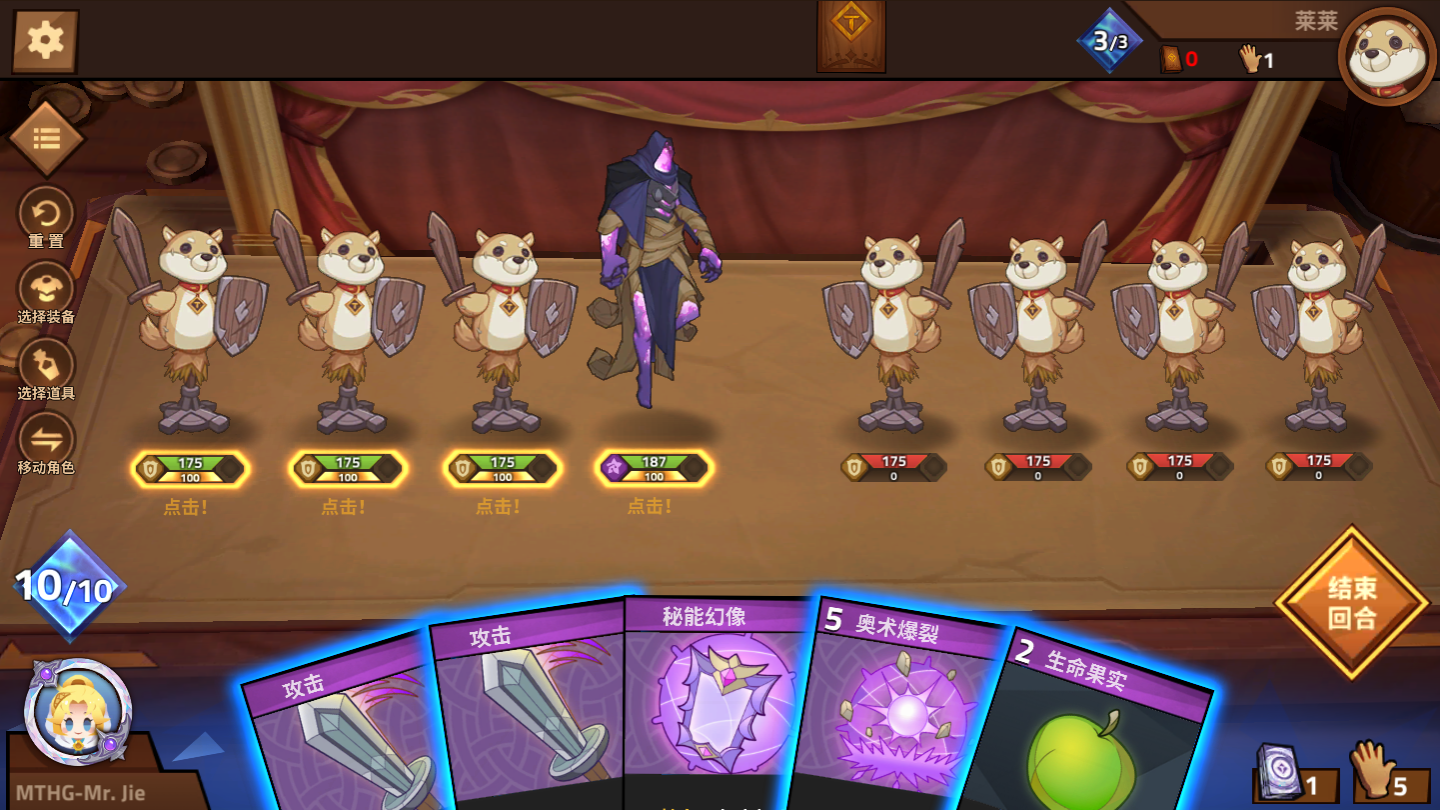 3/3
莱莱
0
1
重置
选择装备
选择道具
移动角色
175
100
175
100
175
100
187
100
175
0
175
0
175
0
175
0
点击!
点击!
点击!
点击!
10/10
结束
回合
攻击
攻击
秘能幻像
5 奥术爆裂
2 生命果实
MTHG-Mr. Jie
1
5